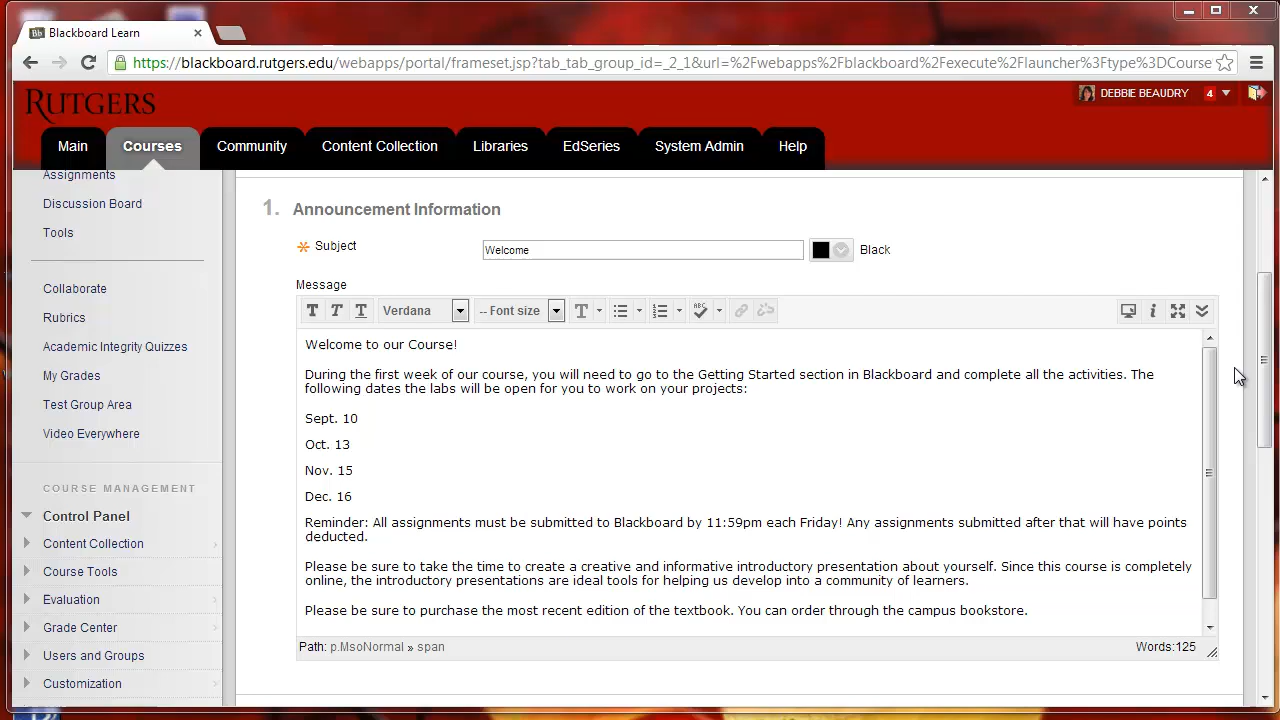 Bb Blackboard Learn ×
https://blackboard.rutgers.edu/webapps/portal/frameset.jsp?tab_tab_group_id=_2_1&url=%2Fwebapps%2Fblackboard%2Fexecute%2Flauncher%3Ftype%3DCourse
RUTGERS
DEBBIE BEAUDRY 4
Main Courses Community Content Collection Libraries EdSeries System Admin Help
Assignments
Discussion Board
Tools
Collaborate
Rubrics
Academic Integrity Quizzes
My Grades
Test Group Area
Video Everywhere
COURSE MANAGEMENT
Control Panel
Content Collection
Course Tools
Evaluation
Grade Center
Users and Groups
Customization
1. Announcement Information
Subject Welcome Black
Message
T T T Verdana -- Font size T ABC
Welcome to our Course!
During the first week of our course, you will need to go to the Getting Started section in Blackboard and complete all the activities. The
following dates the labs will be open for you to work on your projects:
Sept. 10
Oct. 13
Nov. 15
Dec. 16
Reminder: All assignments must be submitted to Blackboard by 11:59pm each Friday! Any assignments submitted after that will have points
deducted.
Please be sure to take the time to create a creative and informative introductory presentation about yourself. Since this course is completely
online, the introductory presentations are ideal tools for helping us develop into a community of learners.
Please be sure to purchase the most recent edition of the textbook. You can order through the campus bookstore.
Path: p.MsoNormal » span Words:125